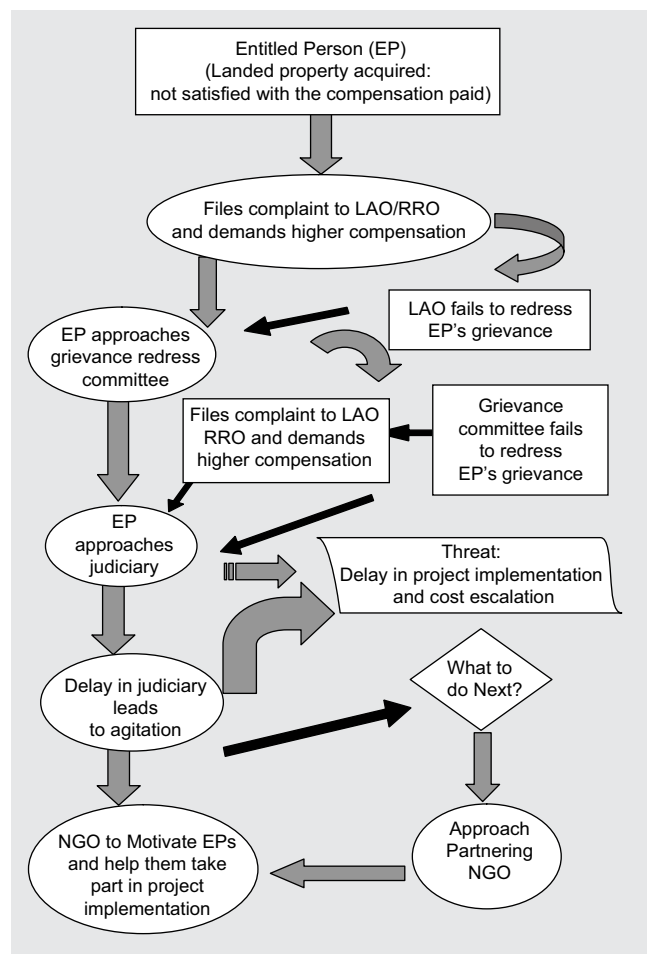 Entitled Person (EP)
(Landed property acquired:
not satisfied with the compensation paid)
Files complaint to LAO/RRO
and demands higher compensation
LAO fails to redress
EP's grievance
EP approaches
grievance redress
committee
Files complaint to LAO
RRO and demands
higher compensation
Grievance
committee fails
to redress
EP's grievance
EP
approaches
judiciary
Threat:
Delay in project implementation
and cost escalation
Delay in judiciary
leads
to agitation
What to
do Next?
NGO to Motivate EPs
and help them take
part in project
implementation
Approach
Partnering
NGO